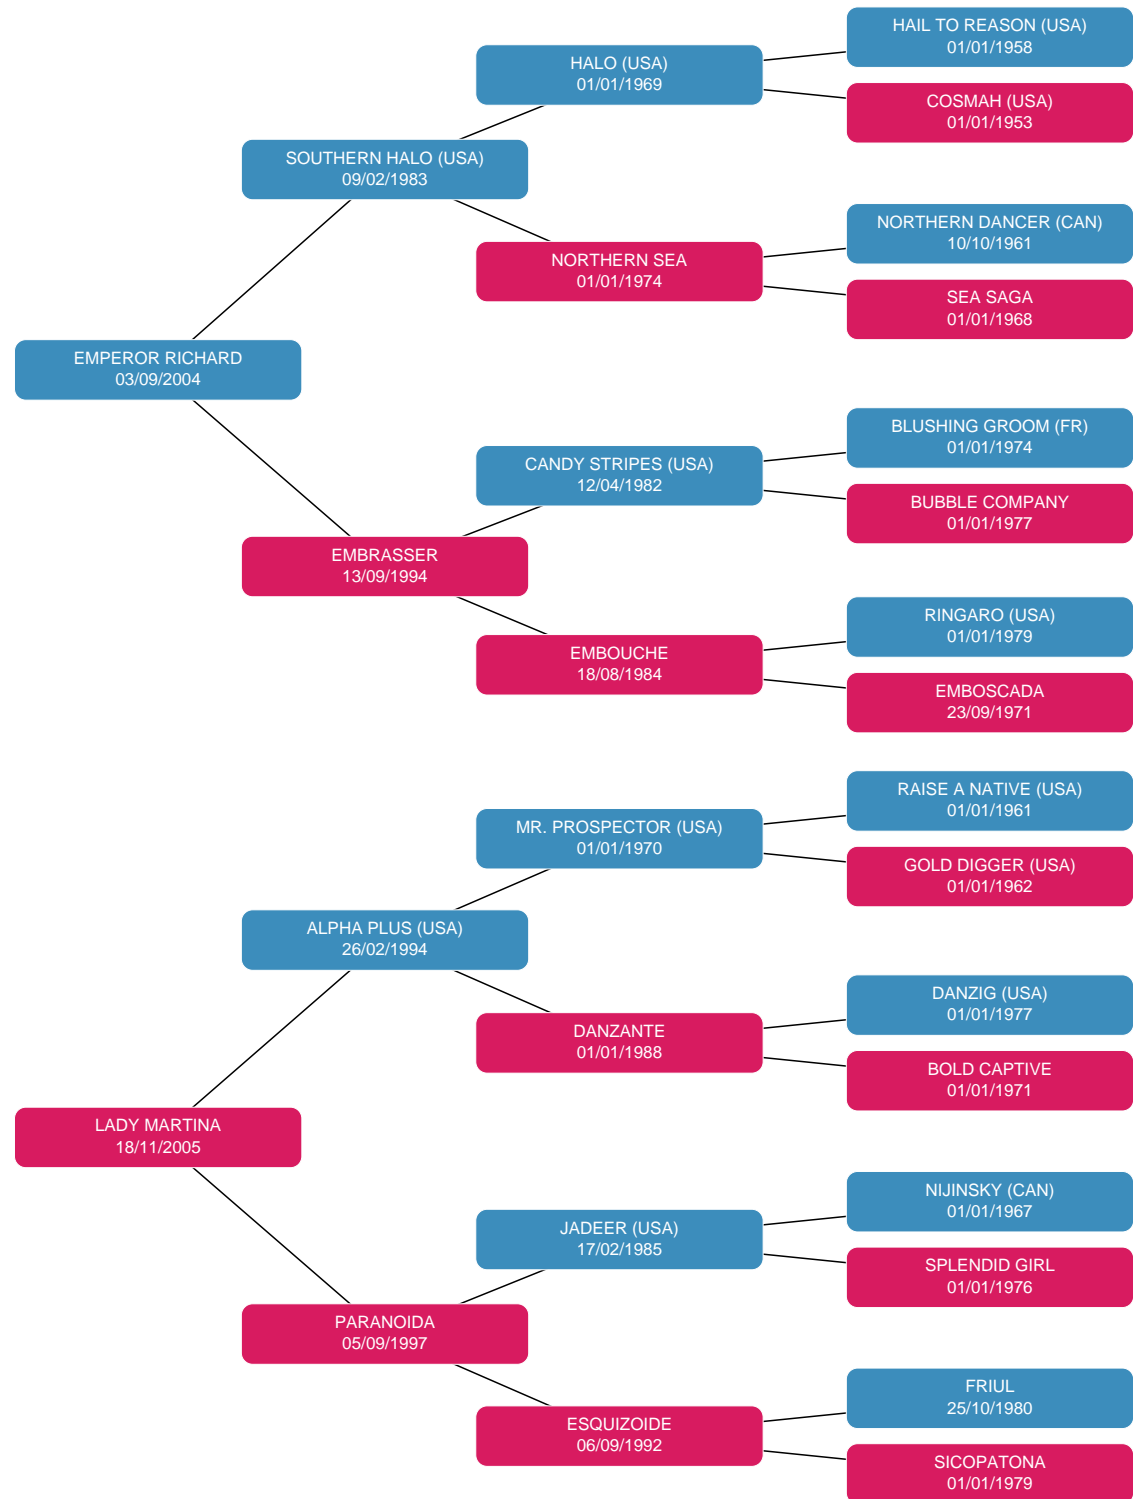 HAIL TO REASON (USA)
01/01/1958
HALO (USA)
01/01/1969
COSMAH (USA)
01/01/1953
SOUTHERN HALO (USA)
09/02/1983
NORTHERN DANCER (CAN)
10/10/1961
NORTHERN SEA
01/01/1974
SEA SAGA
01/01/1968
EMPEROR RICHARD
03/09/2004
BLUSHING GROOM (FR)
01/01/1974
CANDY STRIPES (USA)
12/04/1982
BUBBLE COMPANY
01/01/1977
EMBRASSER
13/09/1994
RINGARO (USA)
01/01/1979
EMBOUCHE
18/08/1984
EMBOSCADA
23/09/1971
RAISE A NATIVE (USA)
01/01/1961
MR. PROSPECTOR (USA)
01/01/1970
GOLD DIGGER (USA)
01/01/1962
ALPHA PLUS (USA)
26/02/1994
DANZIG (USA)
01/01/1977
DANZANTE
01/01/1988
BOLD CAPTIVE
01/01/1971
LADY MARTINA
18/11/2005
NIJINSKY (CAN)
01/01/1967
JADEER (USA)
17/02/1985
SPLENDID GIRL
01/01/1976
PARANOIDA
05/09/1997
FRIUL
25/10/1980
ESQUIZOIDE
06/09/1992
SICOPATONA
01/01/1979